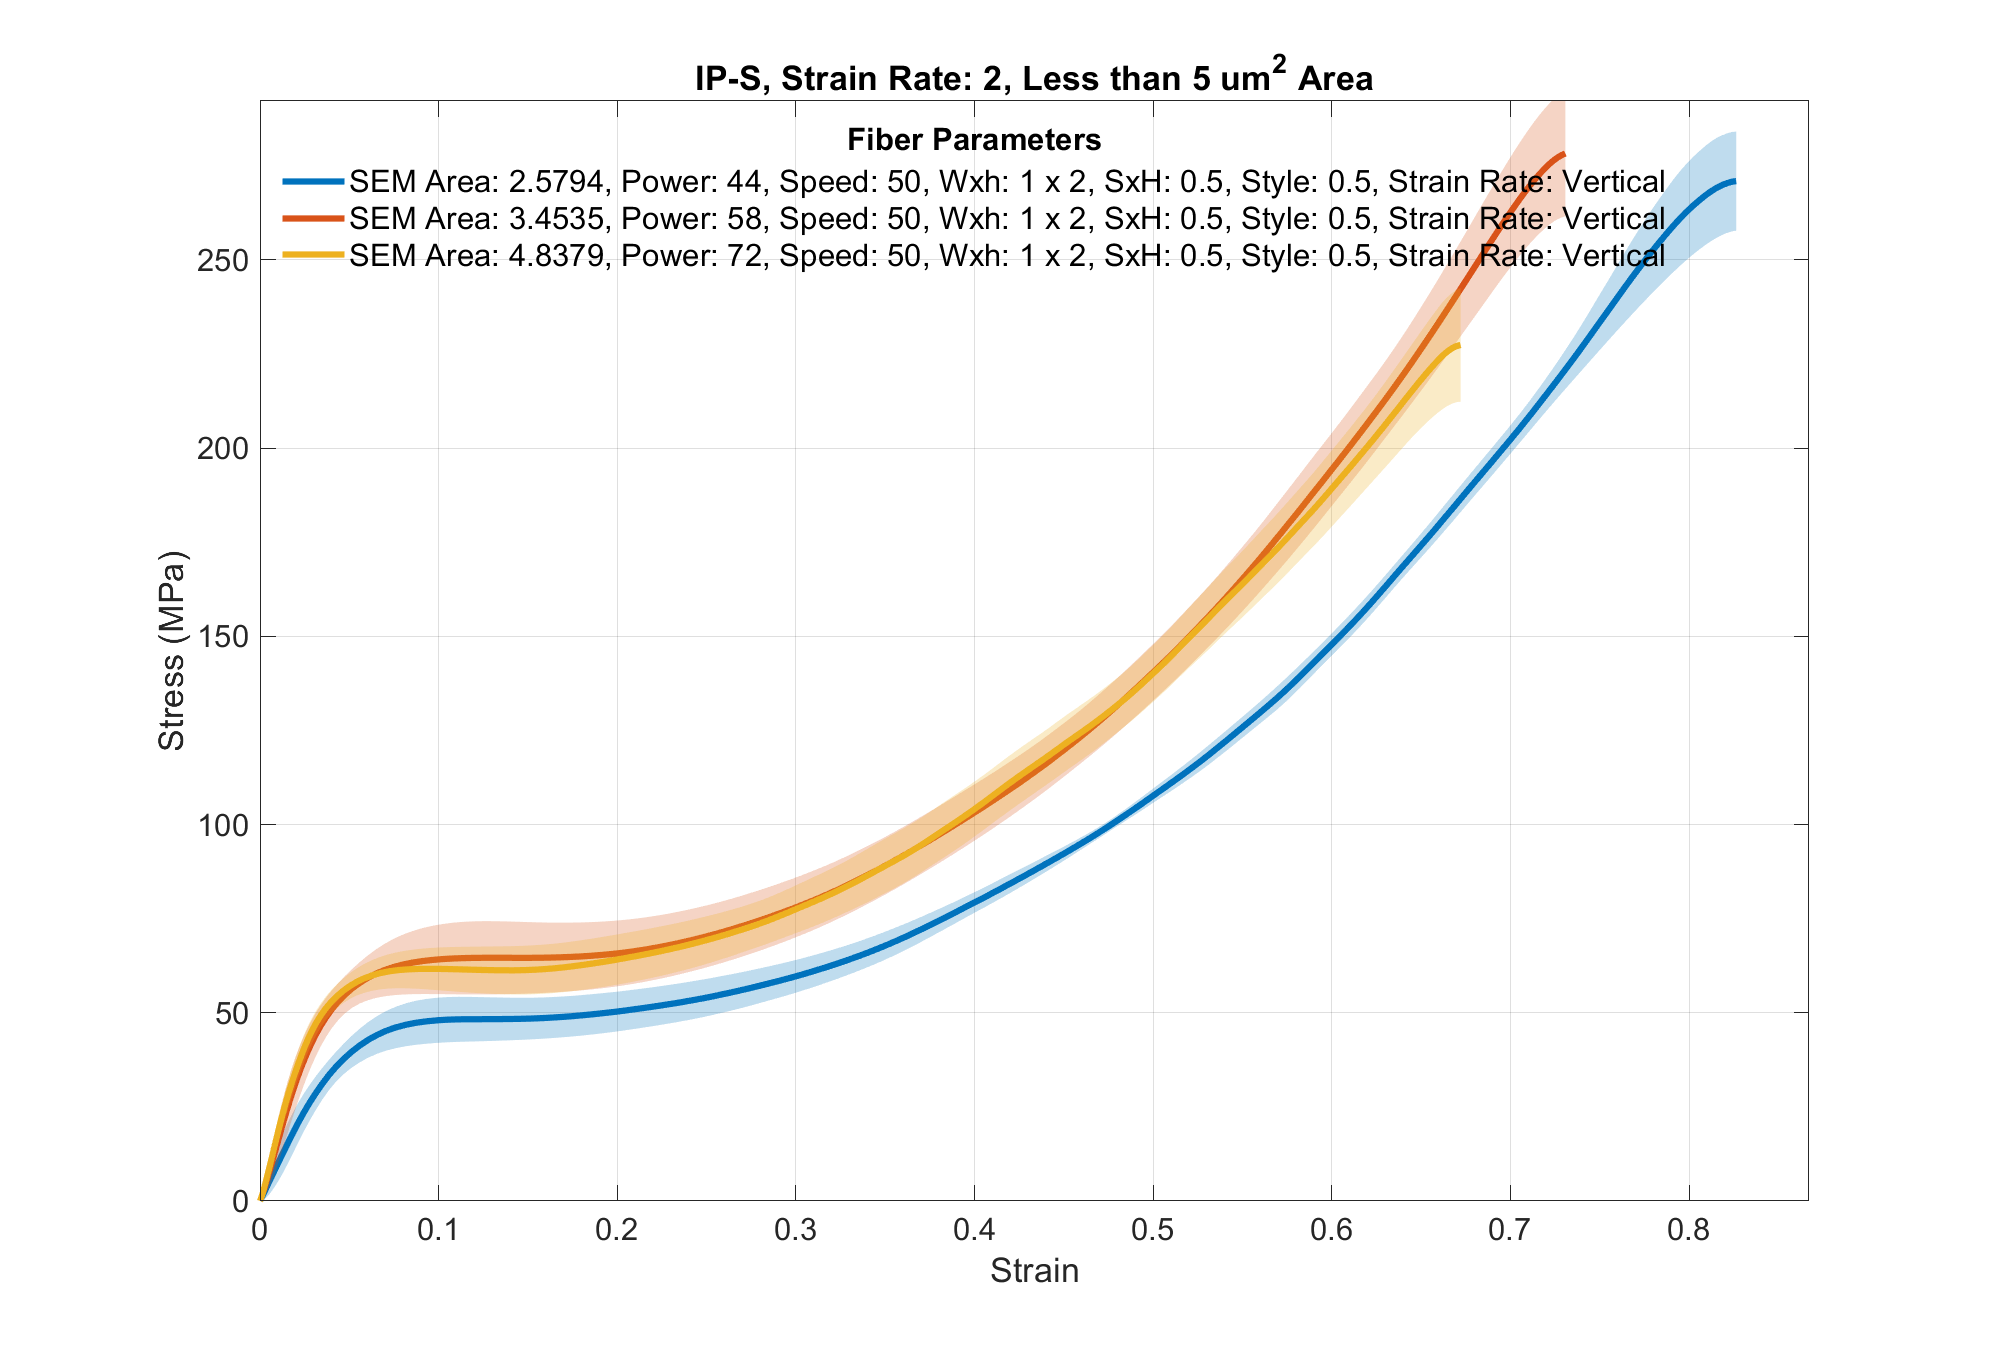 IP-S, Strain Rate: 2, Less than 5 um² Area
Fiber Parameters
SEM Area: 2.5794, Power: 44, Speed: 50, Wxh: 1 x 2, SxH: 0.5, Style: 0.5, Strain Rate: Vertical
SEM Area: 3.4535, Power: 58, Speed: 50, Wxh: 1 x 2, SxH: 0.5, Style: 0.5, Strain Rate: Vertical
SEM Area: 4.8379, Power: 72, Speed: 50, Wxh: 1 x 2, SxH: 0.5, Style: 0.5, Strain Rate: Vertical
250
200
150
100
50
0
Stress (MPa)
0 0.1 0.2 0.3 0.4 0.5 0.6 0.7 0.8
Strain